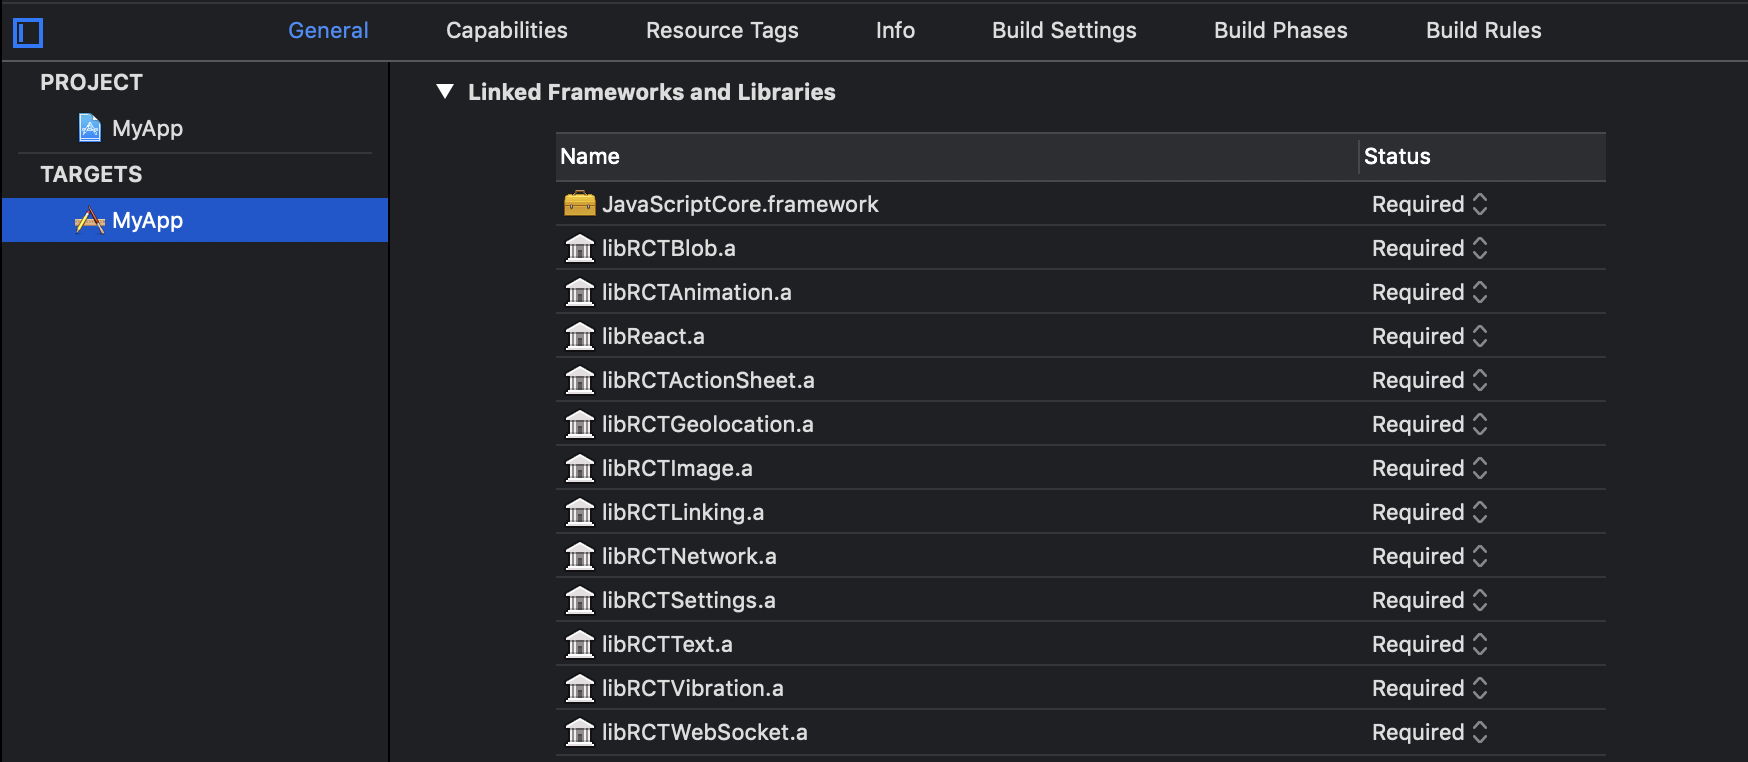 General Capabilities Resource Tags Info Build Settings Build Phases Build Rules
PROJECT
MyApp
TARGETS
MyApp
Linked Frameworks and Libraries
Name Status
JavaScriptCore.framework Required
libRCTBlob.a Required
libRCTAnimation.a Required
libReact.a Required
libRCTActionSheet.a Required
libRCTGeolocation.a Required
libRCTImage.a Required
libRCTLinking.a Required
libRCTNetwork.a Required
libRCTSettings.a Required
libRCTText.a Required
libRCTVibration.a Required
libRCTWebSocket.a Required